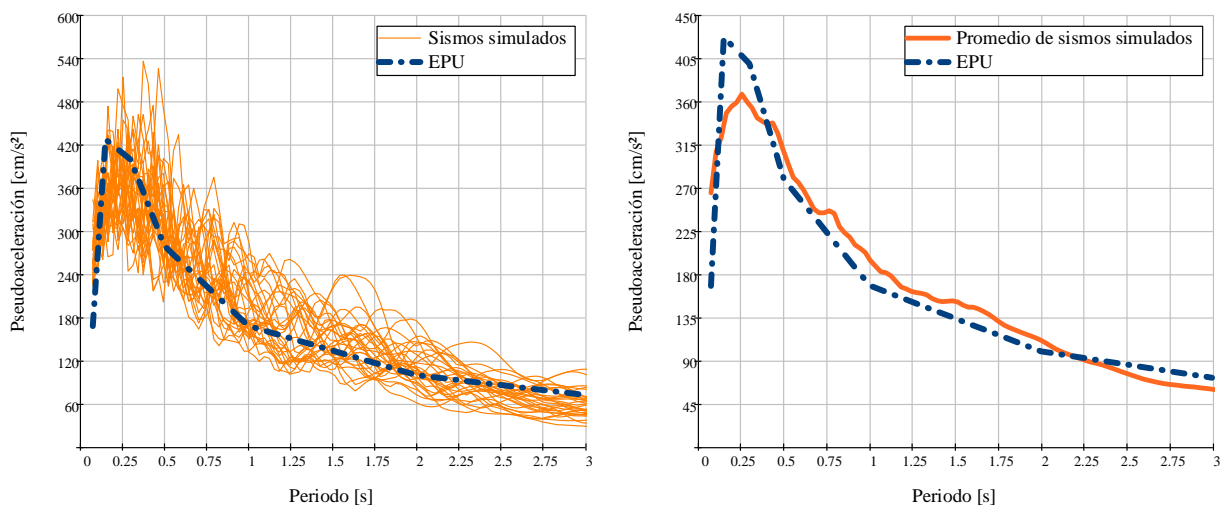 600
540
480
420
360
300
240
180
120
60
Pseudoaceleración [cm/s²]
Sismos simulados
EPU
0 0.25 0.5 0.75 1 1.25 1.5 1.75 2 2.25 2.5 2.75 3
Periodo [s]
450
405
360
315
270
225
180
135
90
45
Pseudoaceleración [cm/s²]
Promedio de sismos simulados
EPU
0 0.25 0.5 0.75 1 1.25 1.5 1.75 2 2.25 2.5 2.75 3
Periodo [s]